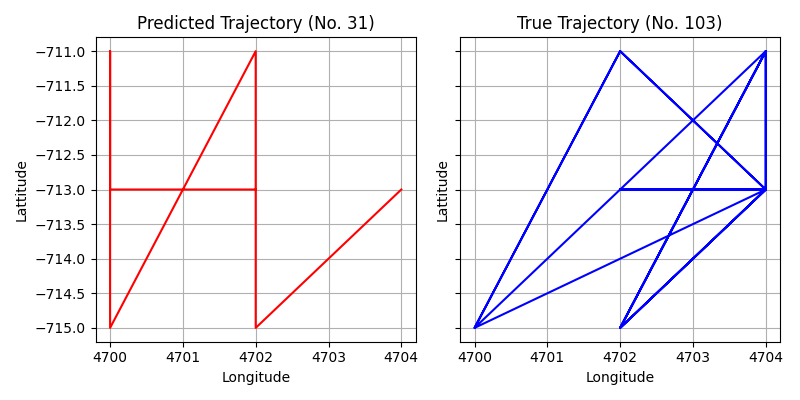 Predicted Trajectory (No. 31)
True Trajectory (No. 103)
−711.0
−711.5
−712.0
−712.5
−713.0
−713.5
−714.0
−714.5
−715.0
Lattitude
Lattitude
4700 4701 4702 4703 4704
4700 4701 4702 4703 4704
Longitude
Longitude